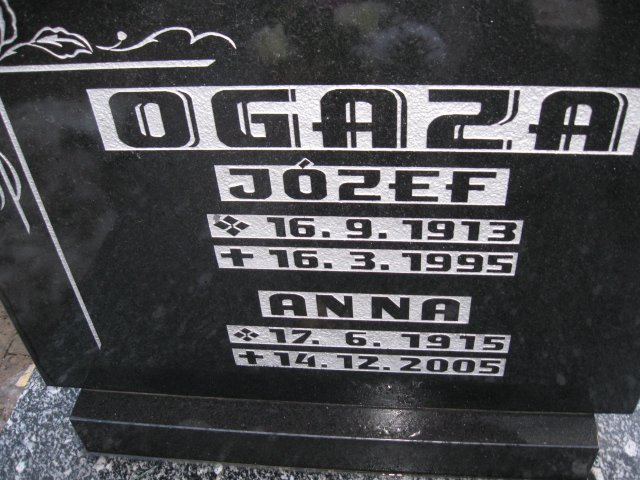 OGAZA
JÓZEF
16. 9. 1913
✝ 16. 3. 1995
ANNA
17. 6. 1915
✝ 14. 12. 2005